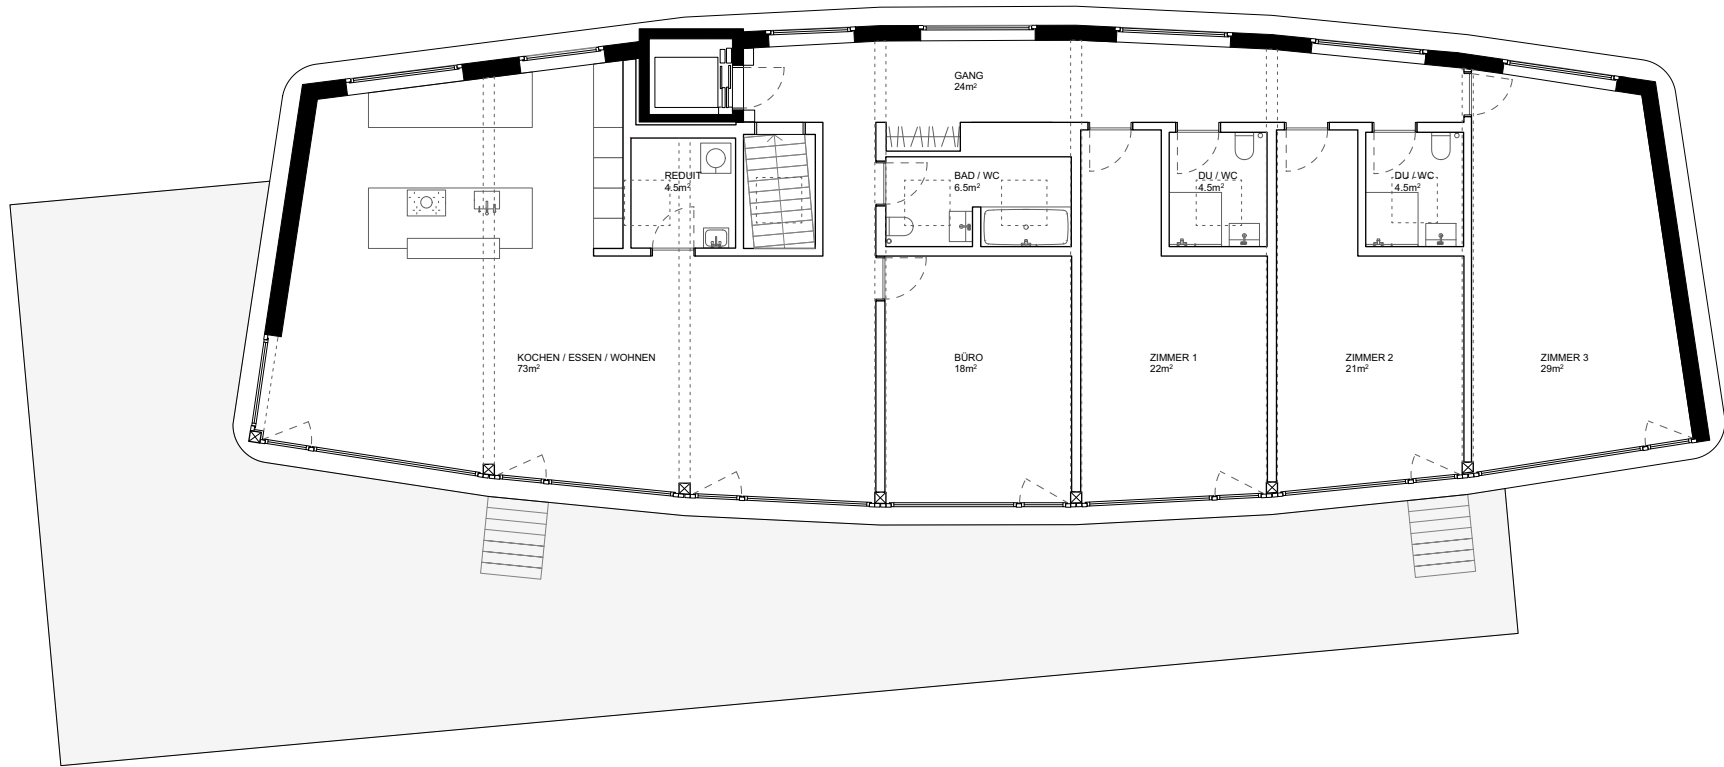 GANG
24m²
REDUIT
4.5m²
BAD / WC
6.5m²
DU / WC
4.5m²
DU / WC
4.5m²
KOCHEN / ESSEN / WOHNEN
73m²
BÜRO
18m²
ZIMMER 1
22m²
ZIMMER 2
21m²
ZIMMER 3
29m²